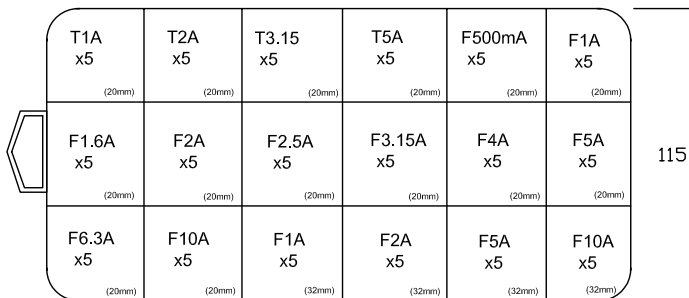 T1A
x5
(20mm)
T2A
x5
(20mm)
T3.15
x5
(20mm)
T5A
x5
(20mm)
F500mA
x5
(20mm)
F1A
x5
(20mm)
F1.6A
x5
(20mm)
F2A
x5
(20mm)
F2.5A
x5
(20mm)
F3.15A
x5
(20mm)
F4A
x5
(20mm)
F5A
x5
(20mm)
115
F6.3A
x5
(20mm)
F10A
x5
(20mm)
F1A
x5
(32mm)
F2A
x5
(32mm)
F5A
x5
(32mm)
F10A
x5
(32mm)